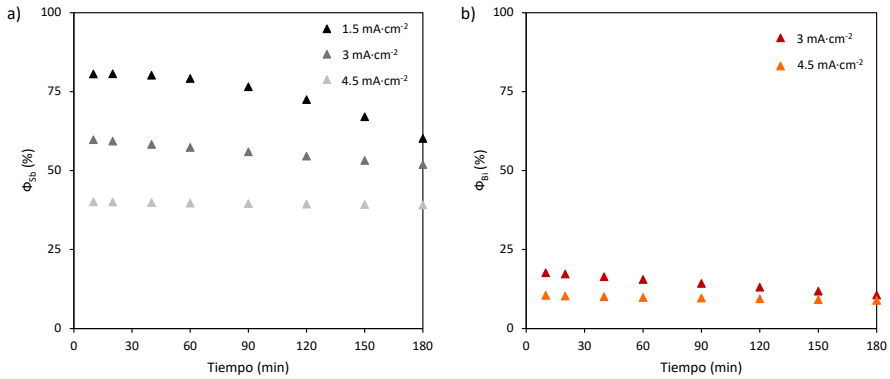 a)
100
75
50
25
0
ΦSb (%)
0 30 60 90 120 150 180
Tiempo (min)
1.5 mA·cm-2
3 mA·cm-2
4.5 mA·cm-2
b)
100
75
50
25
0
ΦBi (%)
0 30 60 90 120 150 180
Tiempo (min)
3 mA·cm-2
4.5 mA·cm-2